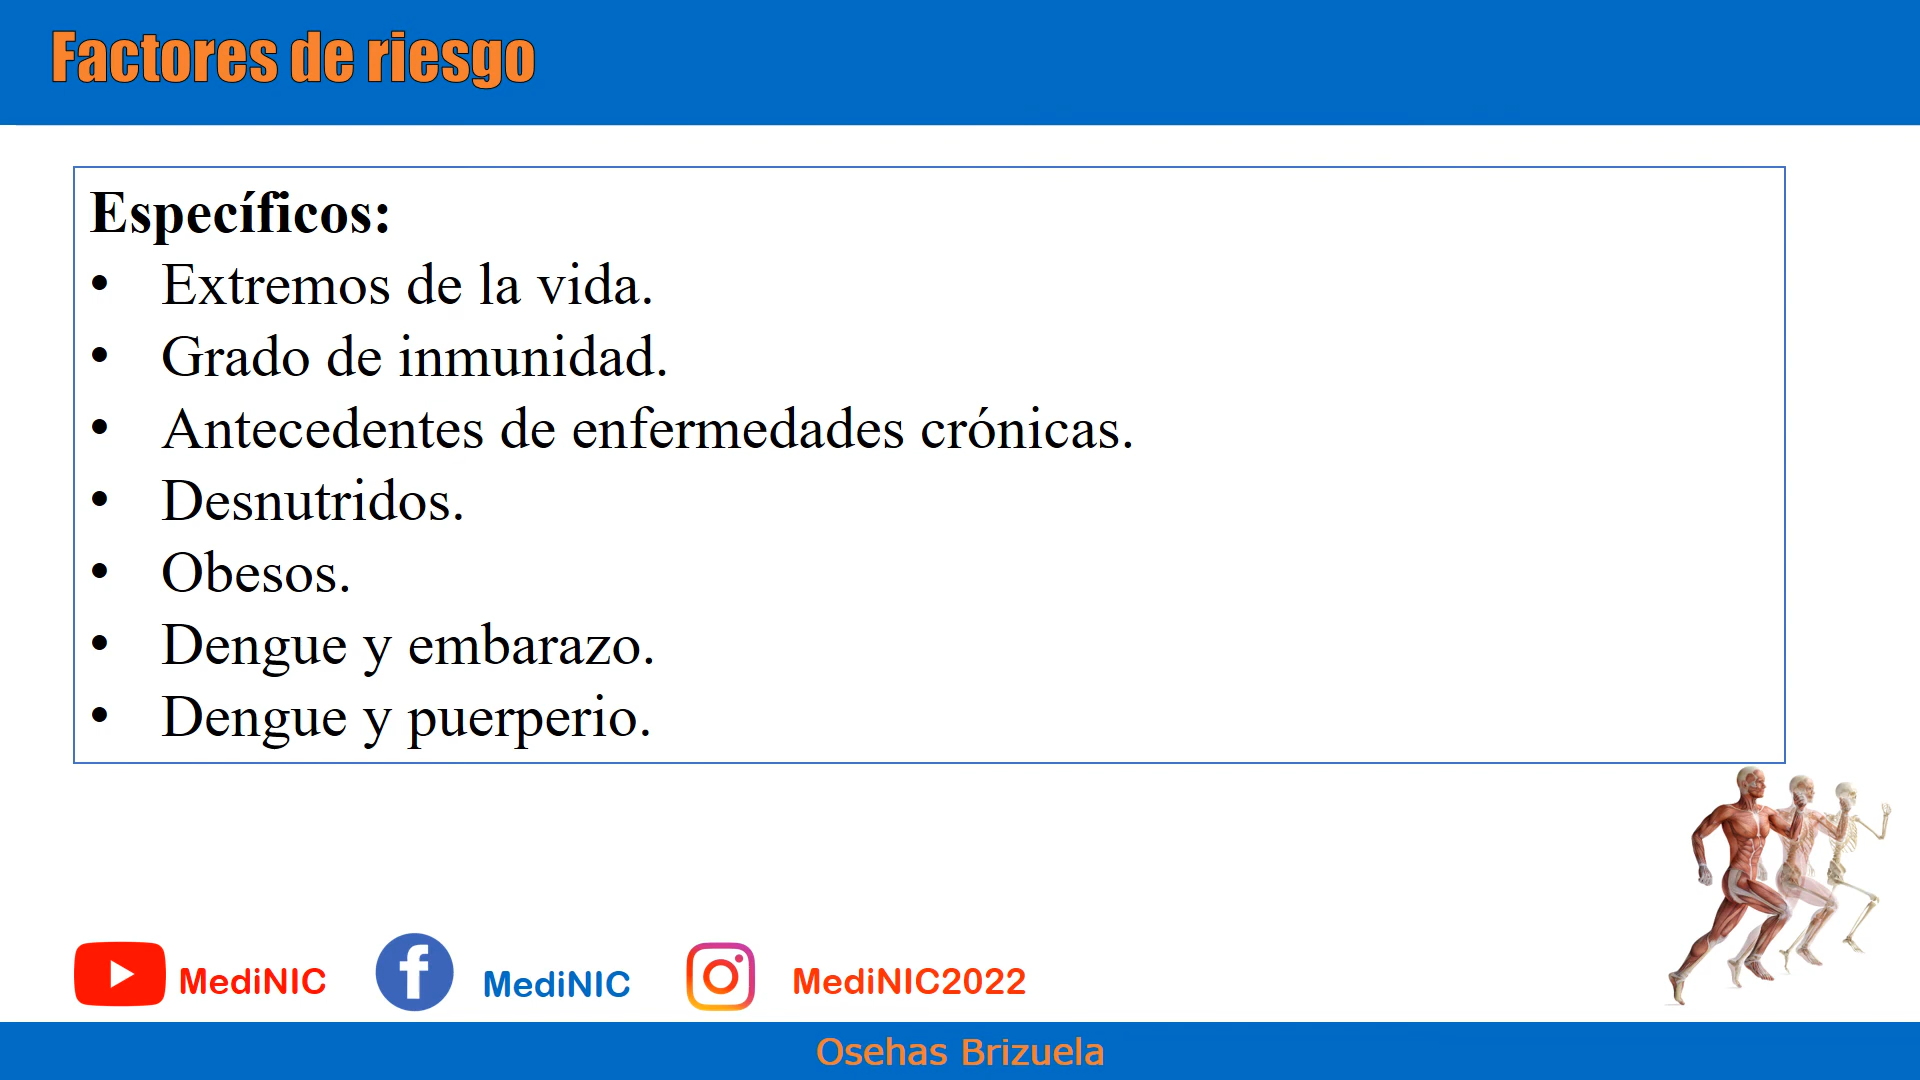 Factores de riesgo
Específicos:
• Extremos de la vida.
• Grado de inmunidad.
• Antecedentes de enfermedades crónicas.
• Desnutridos.
• Obesos.
• Dengue y embarazo.
• Dengue y puerperio.
MediNIC MediNIC MediNIC2022
Osehas Brizuela